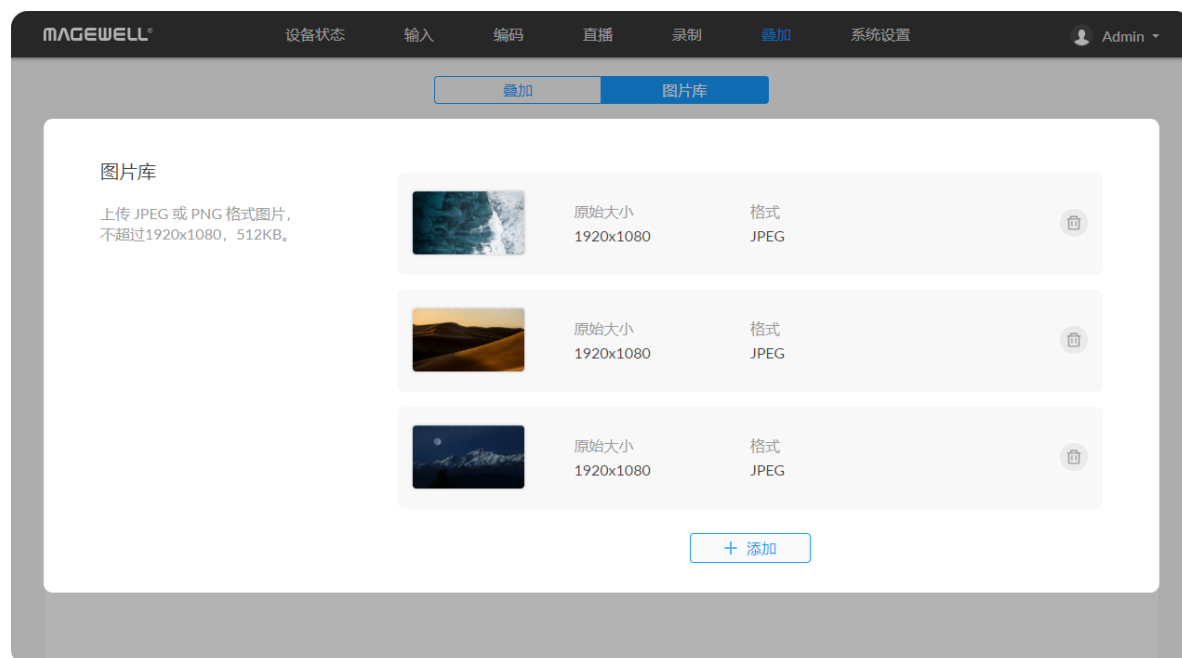 MAGEWELL® 设备状态 输入 编码 直播 录制 叠加 系统设置 Admin
叠加 图片库
图片库
上传 JPEG 或 PNG 格式图片，
不超过1920x1080，512KB。
原始大小 格式
1920x1080 JPEG
原始大小 格式
1920x1080 JPEG
原始大小 格式
1920x1080 JPEG
+ 添加